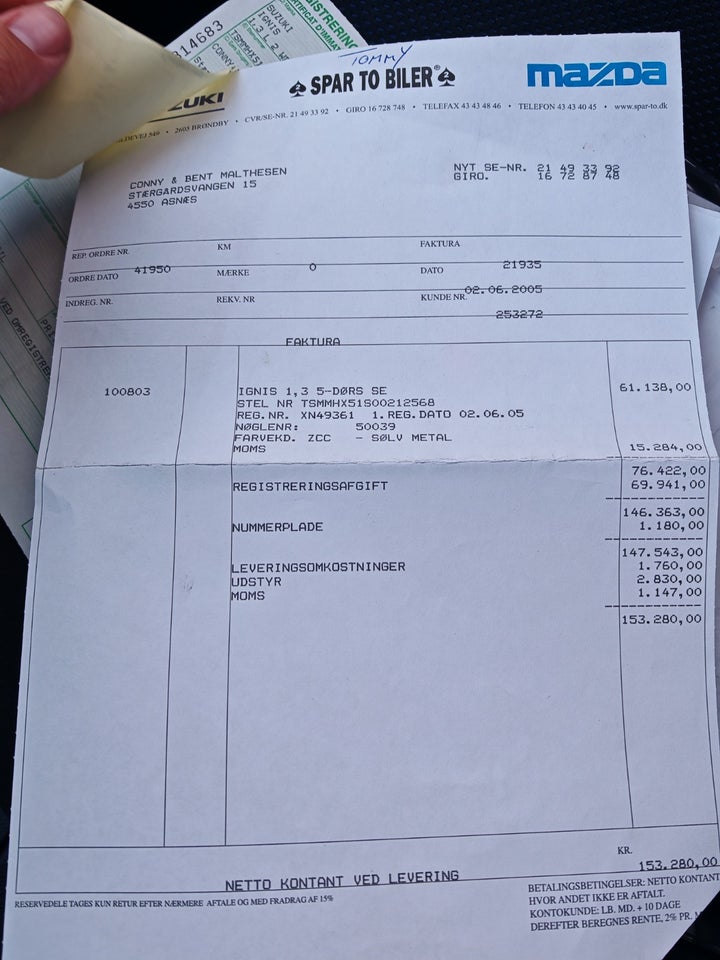 314683
SUZUKI
IGNIS
TOMMY
SPAR TO BILER®
mazda
2605 BRØNDBY • CVR/SE-NR. 21 49 33 92 • GIRO 16 728 748 • TELEFAX 43 43 48 46 • TELEFON 43 43 40 45 • www.spar-to.dk
CONNY & BENT MALTHESEN
STÆRGARDSVANGEN 15
4550 ASNÆS
NYT SE-NR. 21 49 33 92
GIRO. 16 72 87 48
REP. ORDRE NR. KM FAKTURA
41950 0 21935
ORDRE DATO MÆRKE DATO
02.06.2005
INDREG. NR. REKV. NR KUNDE NR.
253272
FAKTURA
100803 IGNIS 1,3 5-DØRS SE 61.138,00
STEL NR TSMMHX51S00212568
REG.NR. XN49361 1.REG.DATO 02.06.05
NØGLENR: 50039
FARVEKD. ZCC - SØLV METAL
MOMS 15.284,00
76.422,00
REGISTRERINGSAFGIFT 69.941,00
146.363,00
NUMMERPLADE 1.180,00
147.543,00
LEVERINGSOMKOSTNINGER 1.760,00
UDSTYR 2.830,00
MOMS 1.147,00
153.280,00
KR.
153.280,00
NETTO KONTANT VED LEVERING
RESERVEDELE TAGES KUN RETUR EFTER NÆRMERE AFTALE OG MED FRADRAG AF 15%
BETALINGSBETINGELSER: NETTO KONTANT
HVOR ANDET IKKE ER AFTALT.
KONTOKUNDE: LB. MD. + 10 DAGE
DEREFTER BEREGNES RENTE, 2% PR.